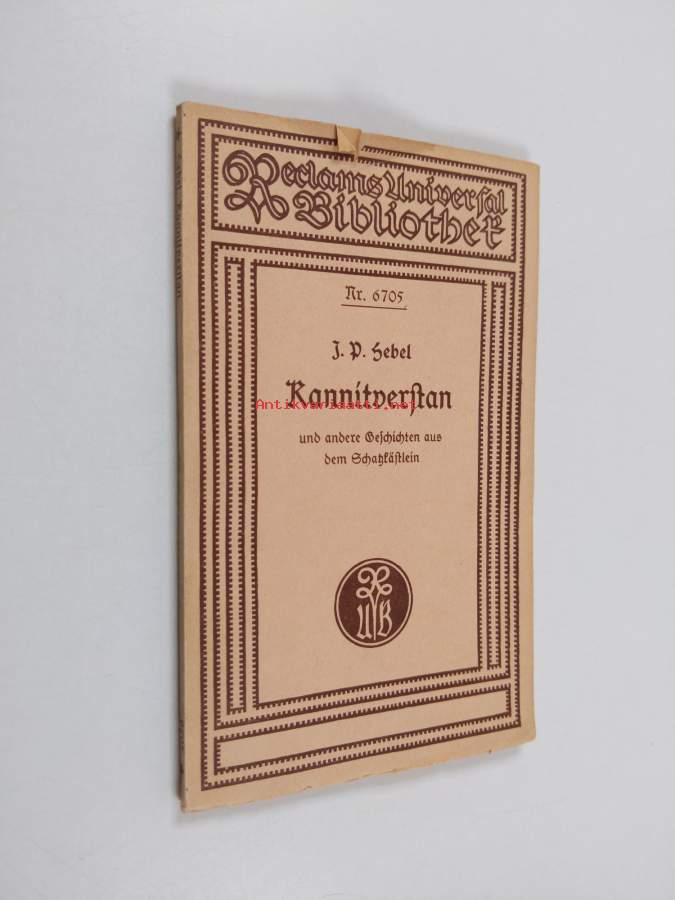 Reclams Universal
Bibliothek
Nr. 6705
J. P. Hebel
Kannitverstan
Antikvariaatti.net
und andere Geschichten aus
dem Schatzkästlein
R
UB